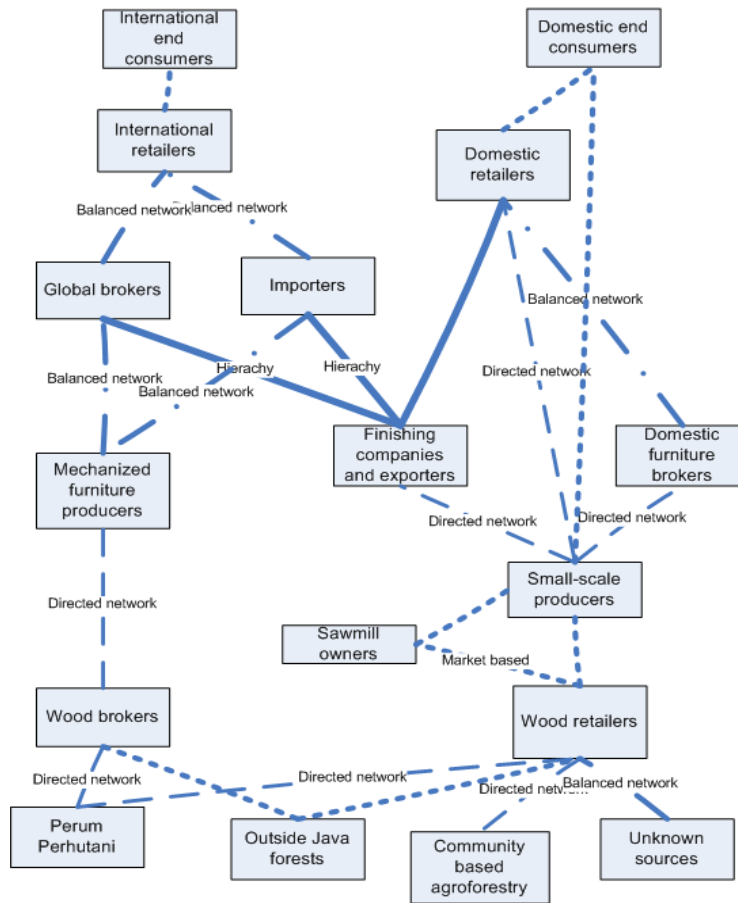 International
end
consumers
Domestic end
consumers
International
retailers
Domestic
retailers
Balanced network
alanced network
Global brokers
Importers
Balanced network
Hierachy
Hierachy
Directed network
Balanced network
Balanced network
Finishing
companies
and exporters
Domestic
furniture
brokers
Mechanized
furniture
producers
Directed network
Directed network
Small-scale
producers
Directed network
Sawmill
owners
Market based
Wood brokers
Wood retailers
Directed network
Directed network
Directed network
Balanced network
Perum
Perhutani
Outside Java
forests
Community
based
agroforestry
Unknown
sources